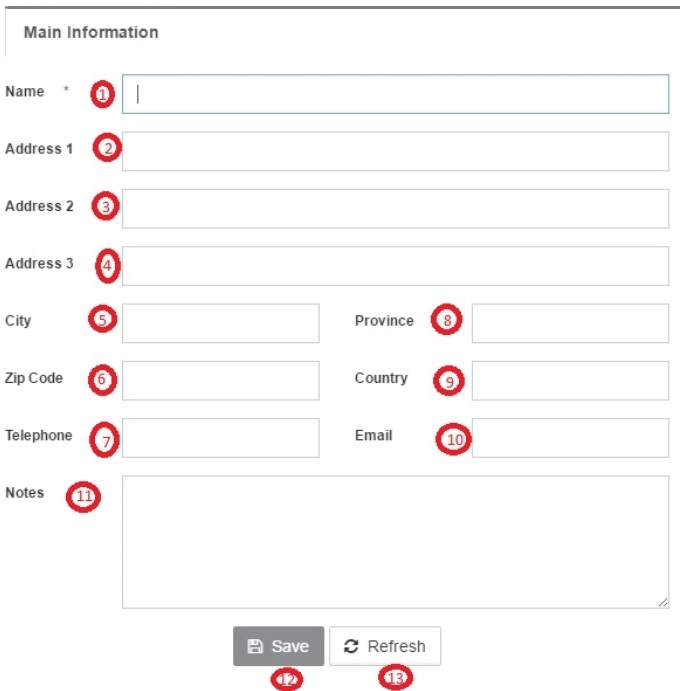 Main Information
Name * 1
Address 1 2
Address 2 3
Address 3 4
City 5 Province 8
Zip Code 6 Country 9
Telephone 7 Email 10
Notes 11
Save Refresh
12 13